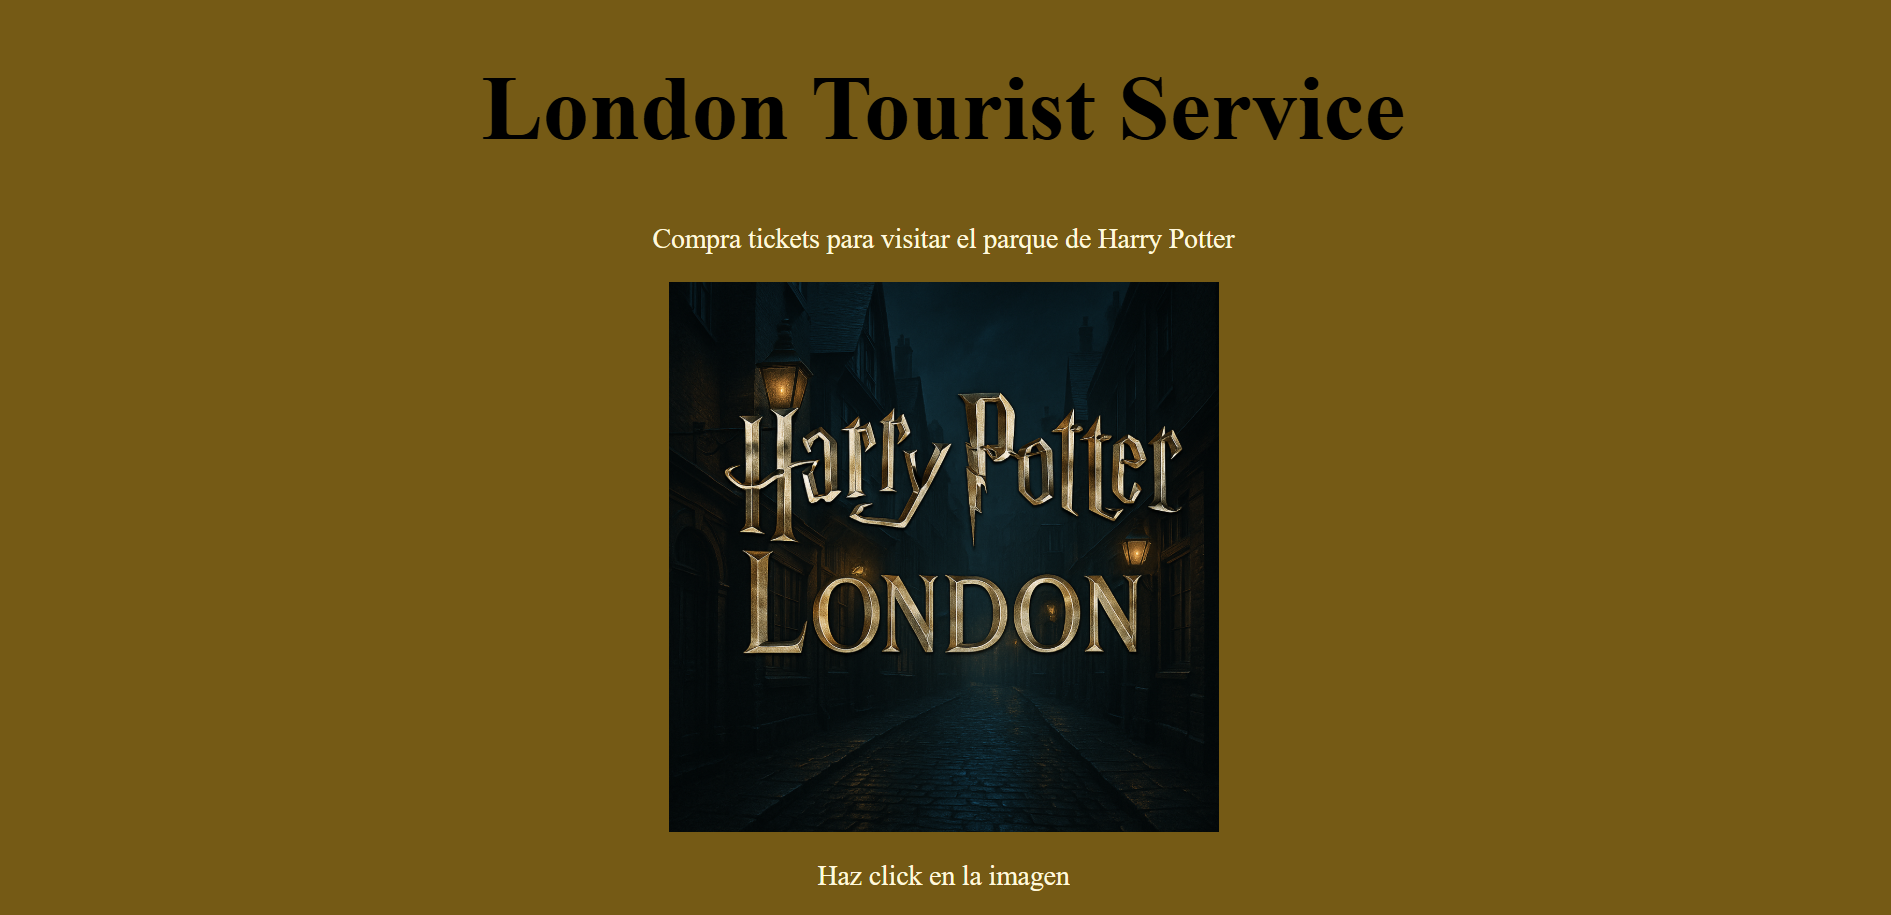 London Tourist Service
Compra tickets para visitar el parque de Harry Potter
Harry Potter
LONDON
Haz click en la imagen